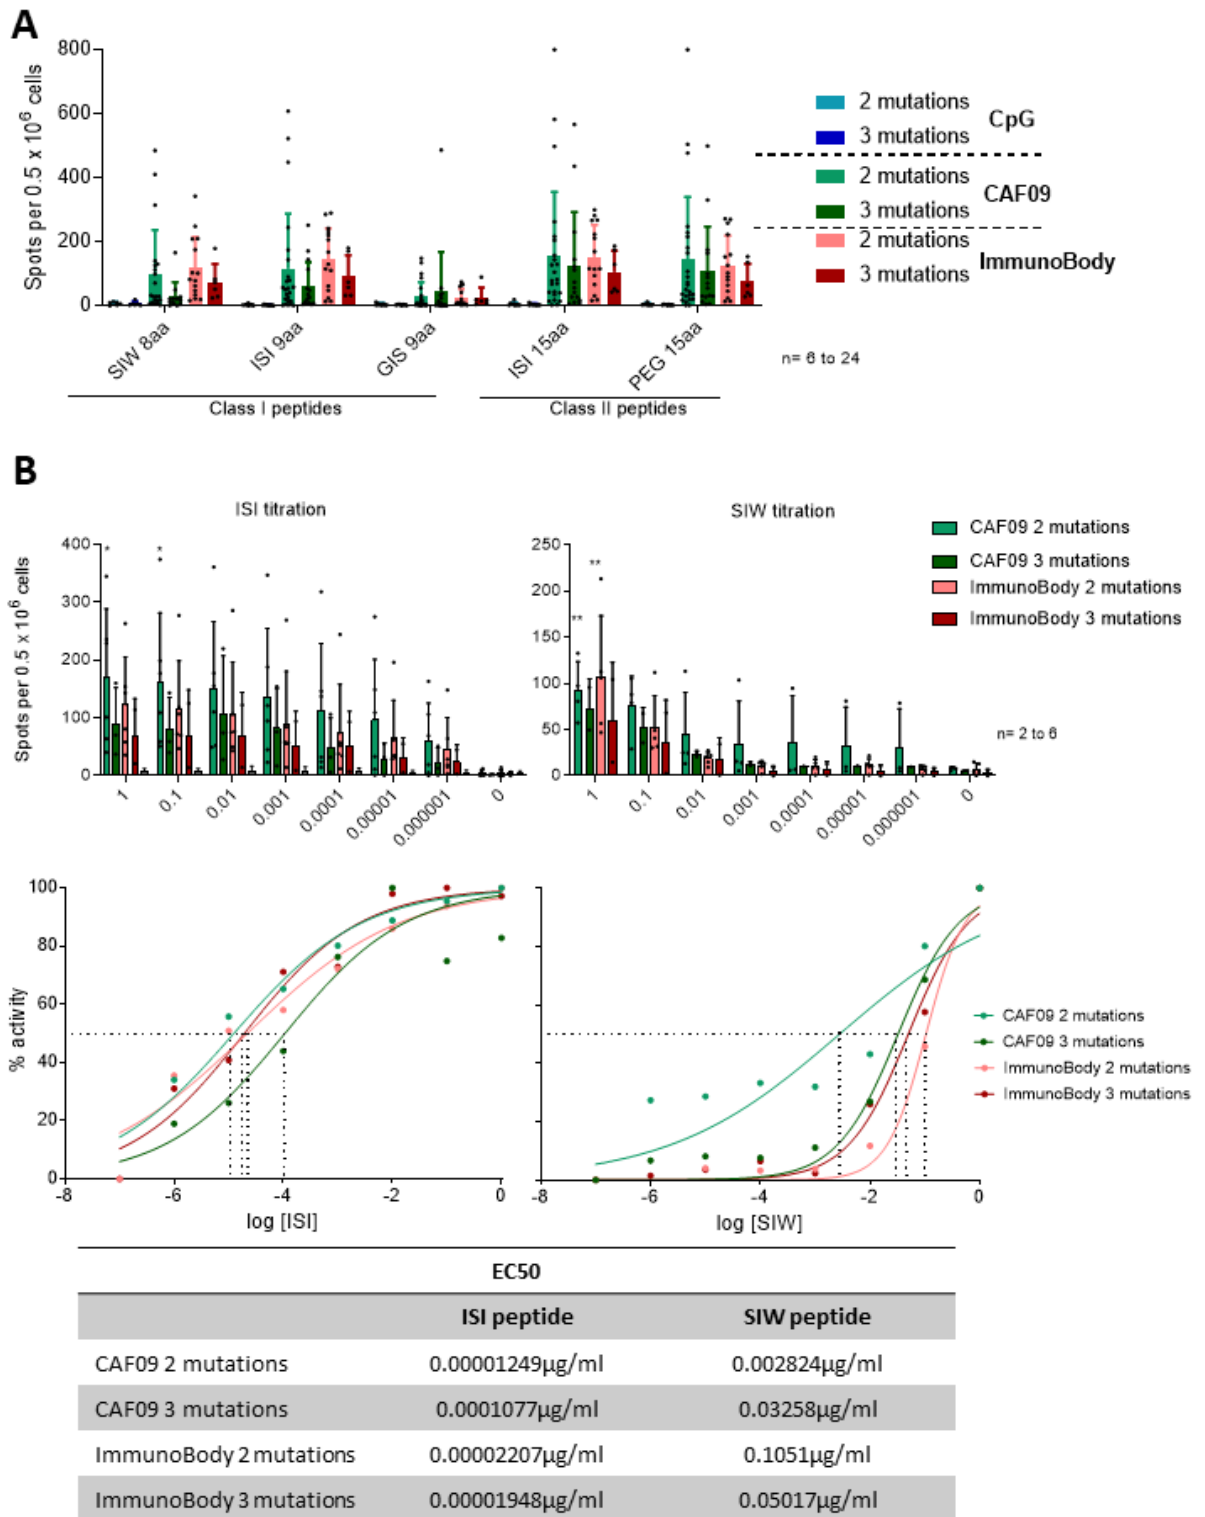 A
Spots per 0.5 x 10⁶ cells
800
600
400
200
0
SIW 8aa
ISI 9aa
GIS 9aa
ISI 15aa
PEG 15aa
Class I peptides
Class II peptides
2 mutations
3 mutations
CpG
2 mutations
3 mutations
CAF09
2 mutations
3 mutations
ImmunoBody
n= 6 to 24
B
ISI titration
Spots per 0.5 x 10⁶ cells
400
300
200
100
0
*
*
1
0.1
0.01
0.001
0.0001
0.00001
0.000001
0
SIW titration
250
200
150
100
50
0
**
**
1
0.1
0.01
0.001
0.0001
0.00001
0.000001
0
CAF09 2 mutations
CAF09 3 mutations
ImmunoBody 2 mutations
ImmunoBody 3 mutations
n= 2 to 6
% activity
100
80
60
40
20
0
-8
-6
-4
-2
0
log [ISI]
-8
-6
-4
-2
0
log [SIW]
CAF09 2 mutations
CAF09 3 mutations
ImmunoBody 2 mutations
ImmunoBody 3 mutations
EC50
ISI peptide SIW peptide
CAF09 2 mutations 0.00001249µg/ml 0.002824µg/ml
CAF09 3 mutations 0.0001077µg/ml 0.03258µg/ml
ImmunoBody 2 mutations 0.00002207µg/ml 0.1051µg/ml
ImmunoBody 3 mutations 0.00001948µg/ml 0.05017µg/ml